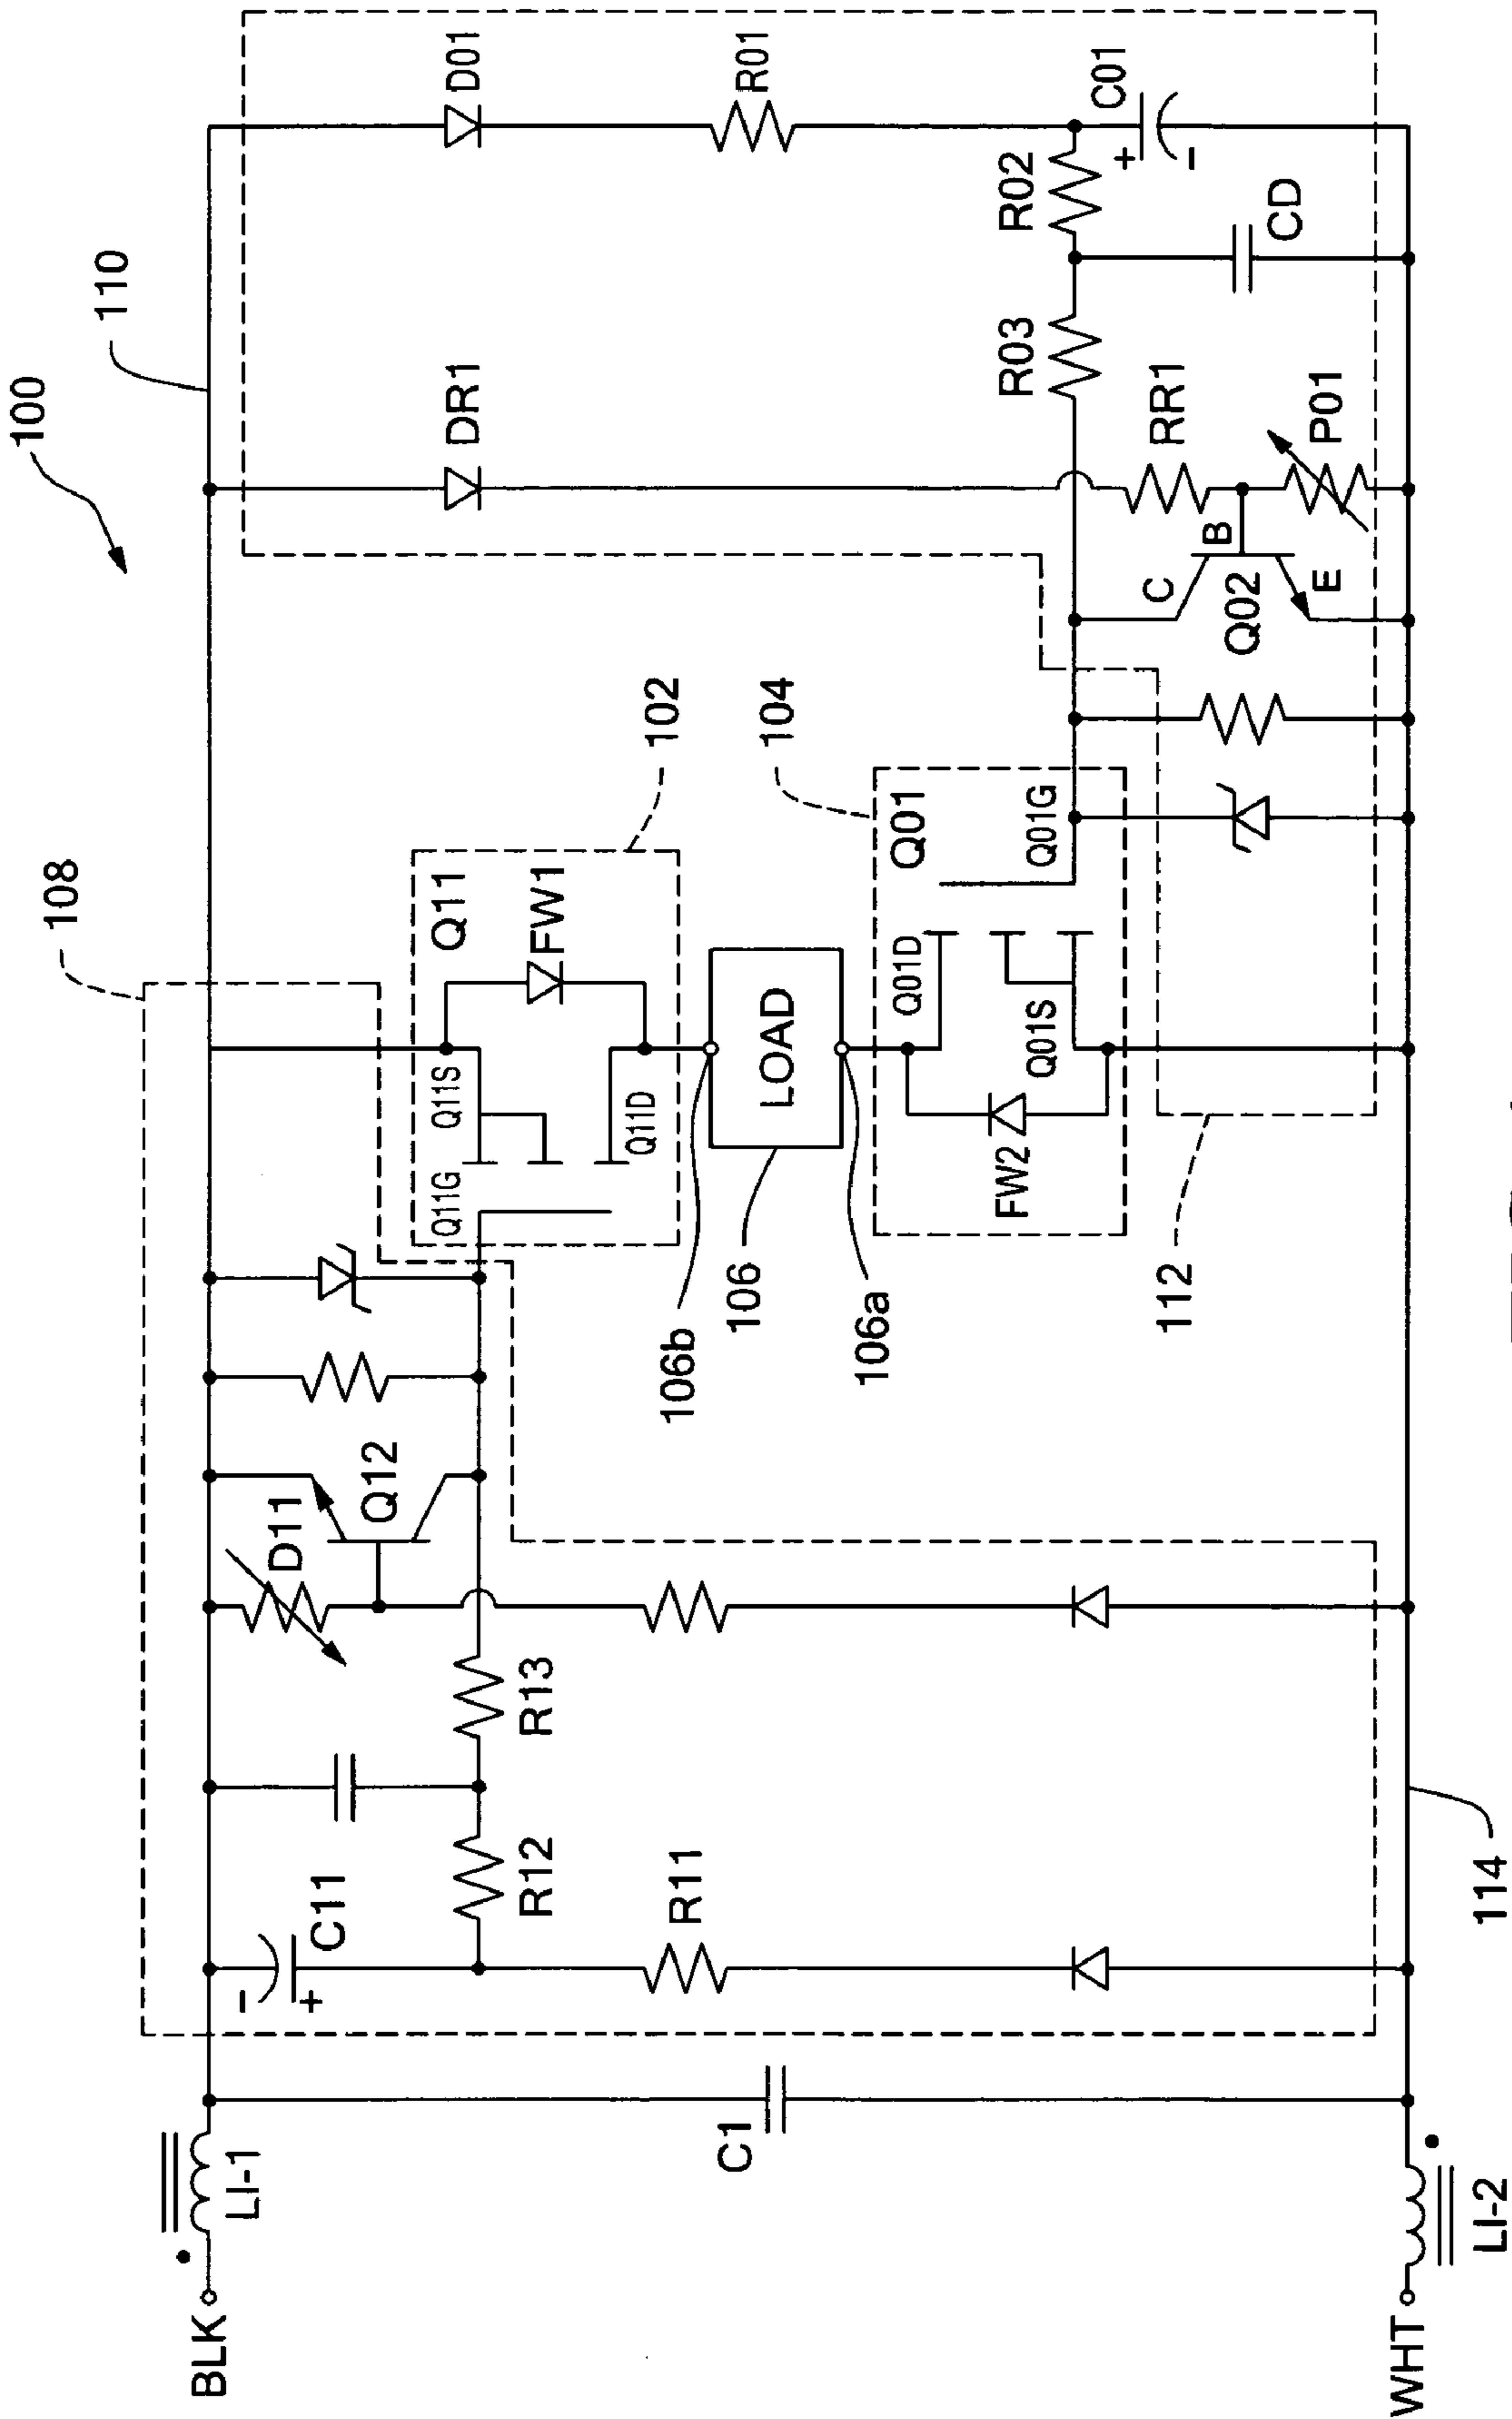 100
110
108
102
104
BLK
LI-1
C11
R12
R11
R13
D11
Q12
Q11
Q11G
Q11S
Q11D
FW1
106b
106
106a
LOAD
Q01
Q01D
Q01S
Q01G
FW2
112
DR1
D01
R01
R03
R02
C01
+
-
CD
RR1
P01
C
B
E
Q02
-
+
C1
WHT
LI-2
114